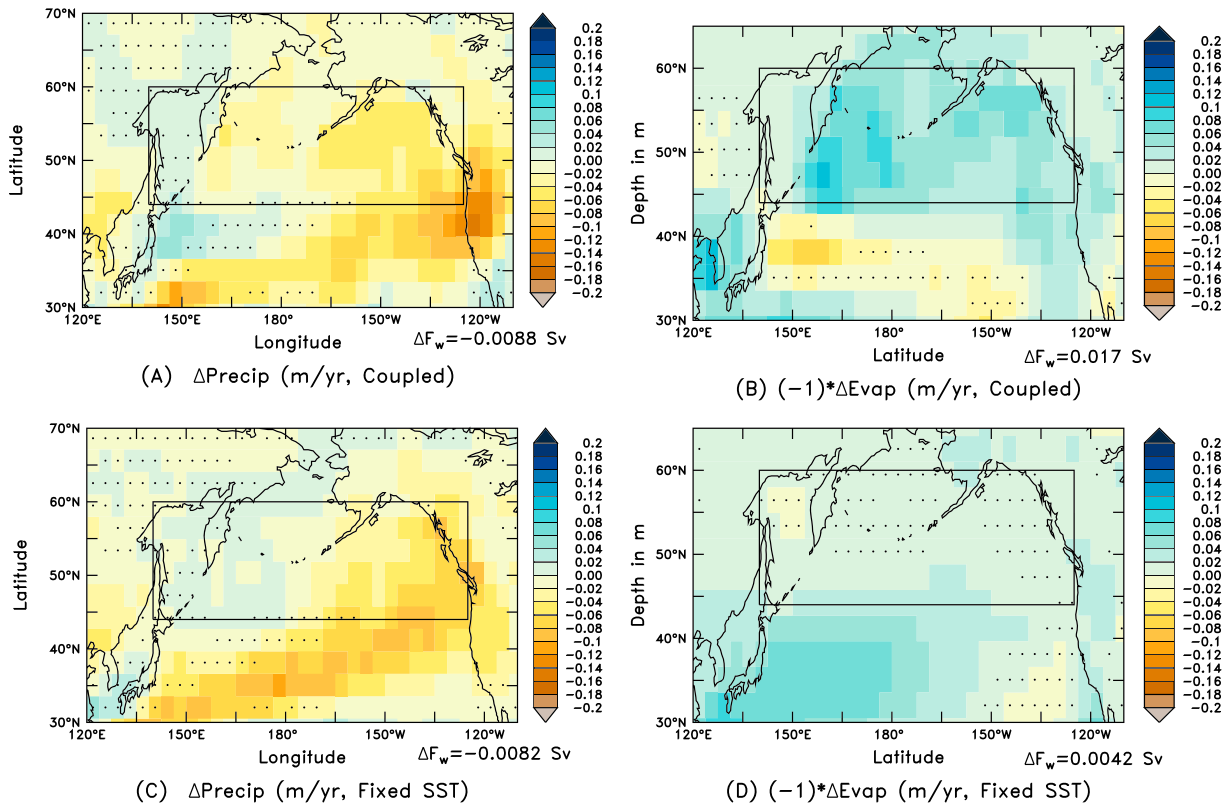 70°N
60°N
50°N
40°N
30°N
Latitude
120°E
150°E
180°E
150°W
120°W
Longitude
ΔF_w=-0.0088 Sv
0.2
0.18
0.16
0.14
0.12
0.1
0.08
0.06
0.04
0.02
0.00
-0.02
-0.04
-0.06
-0.08
-0.1
-0.12
-0.14
-0.16
-0.18
-0.2
(A) ΔPrecip (m/yr, Coupled)
60°N
50°N
40°N
30°N
Depth in m
120°E
150°E
180°E
150°W
120°W
Latitude
ΔF_w=0.017 Sv
0.2
0.18
0.16
0.14
0.12
0.1
0.08
0.06
0.04
0.02
0.00
-0.02
-0.04
-0.06
-0.08
-0.1
-0.12
-0.14
-0.16
-0.18
-0.2
(B) (-1)*ΔEvap (m/yr, Coupled)
70°N
60°N
50°N
40°N
30°N
Latitude
120°E
150°E
180°E
150°W
120°W
Longitude
ΔF_w=-0.0082 Sv
0.2
0.18
0.16
0.14
0.12
0.1
0.08
0.06
0.04
0.02
0.00
-0.02
-0.04
-0.06
-0.08
-0.1
-0.12
-0.14
-0.16
-0.18
-0.2
(C) ΔPrecip (m/yr, Fixed SST)
60°N
50°N
40°N
30°N
Depth in m
120°E
150°E
180°E
150°W
120°W
Latitude
ΔF_w=0.0042 Sv
0.2
0.18
0.16
0.14
0.12
0.1
0.08
0.06
0.04
0.02
0.00
-0.02
-0.04
-0.06
-0.08
-0.1
-0.12
-0.14
-0.16
-0.18
-0.2
(D) (-1)*ΔEvap (m/yr, Fixed SST)